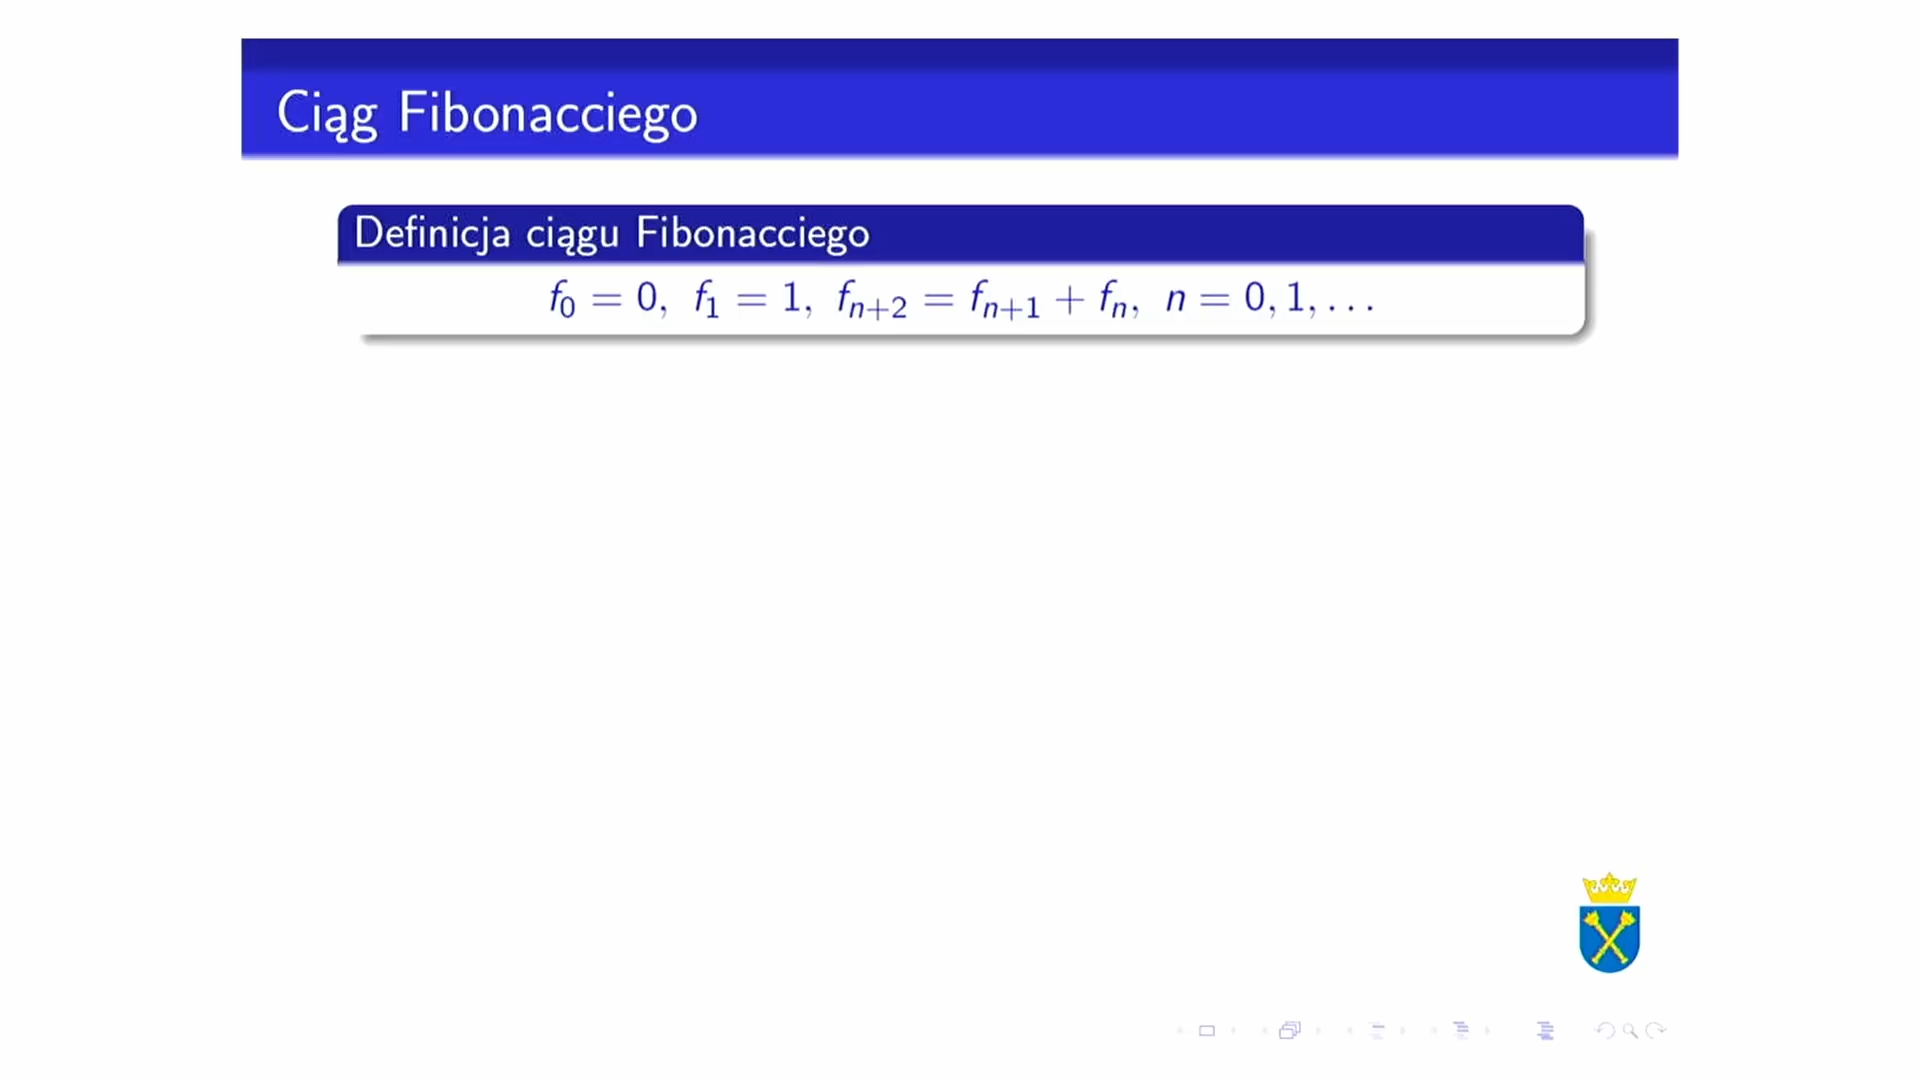 Ciąg Fibonacciego
Definicja ciągu Fibonacciego
f₀ = 0, f₁ = 1, fₙ₊₂ = fₙ₊₁ + fₙ, n = 0, 1, . . .